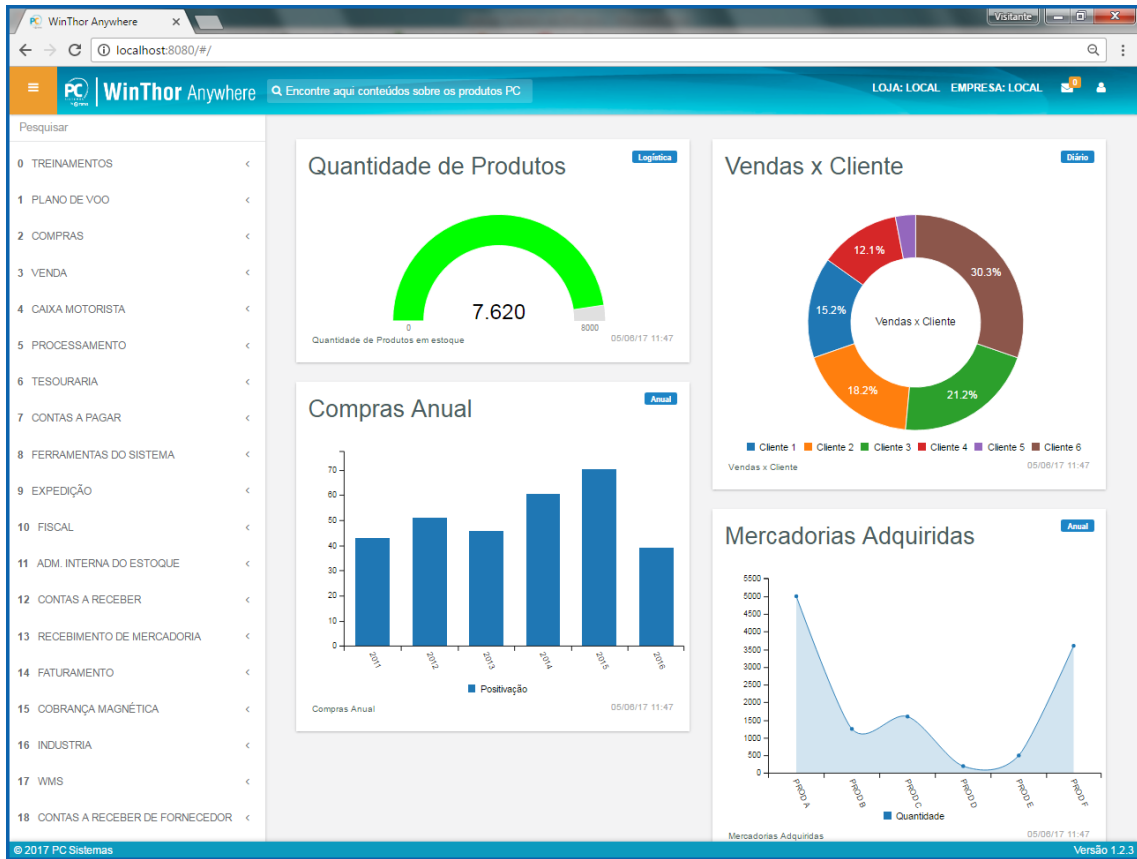 WinThor Anywhere
Visitante
localhost:8080/#/
PC WinThor Anywhere
Encontre aqui conteúdos sobre os produtos PC
LOJA: LOCAL EMPRESA: LOCAL
0
Pesquisar
0 TREINAMENTOS
1 PLANO DE VOO
2 COMPRAS
3 VENDA
4 CAIXA MOTORISTA
5 PROCESSAMENTO
6 TESOURARIA
7 CONTAS A PAGAR
8 FERRAMENTAS DO SISTEMA
9 EXPEDIÇÃO
10 FISCAL
11 ADM. INTERNA DO ESTOQUE
12 CONTAS A RECEBER
13 RECEBIMENTO DE MERCADORIA
14 FATURAMENTO
15 COBRANÇA MAGNÉTICA
16 INDUSTRIA
17 WMS
18 CONTAS A RECEBER DE FORNECEDOR
Quantidade de Produtos
Logística
7.620
0
8000
Quantidade de Produtos em estoque
05/06/17 11:47
Compras Anual
Anual
70
60
50
40
30
20
10
0
2011
2012
2013
2014
2015
2016
Positivação
Compras Anual
05/06/17 11:47
Vendas x Cliente
Diário
12.1%
30.3%
15.2%
Vendas x Cliente
18.2%
21.2%
Cliente 1 Cliente 2 Cliente 3 Cliente 4 Cliente 5 Cliente 6
Vendas x Cliente
05/06/17 11:47
Mercadorias Adquiridas
Anual
5500
5000
4500
4000
3500
3000
2500
2000
1500
1000
500
0
PROD A
PROD B
PROD C
PROD D
PROD E
PROD F
Quantidade
Mercadorias Adquiridas
05/06/17 11:47
© 2017 PC Sistemas
Versão 1.2.3